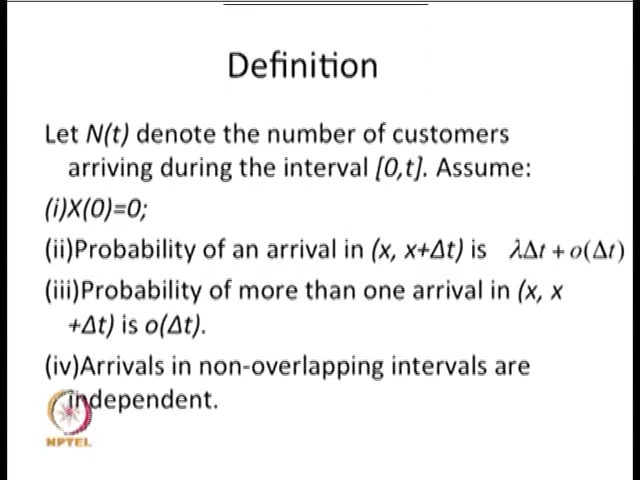 Definition
Let N(t) denote the number of customers
arriving during the interval [0,t]. Assume:
(i)X(0)=0;
(ii)Probability of an arrival in (x, x+Δt) is λΔt + o(Δt)
(iii)Probability of more than one arrival in (x, x
+Δt) is o(Δt).
(iv)Arrivals in non-overlapping intervals are
independent.
NPTEL